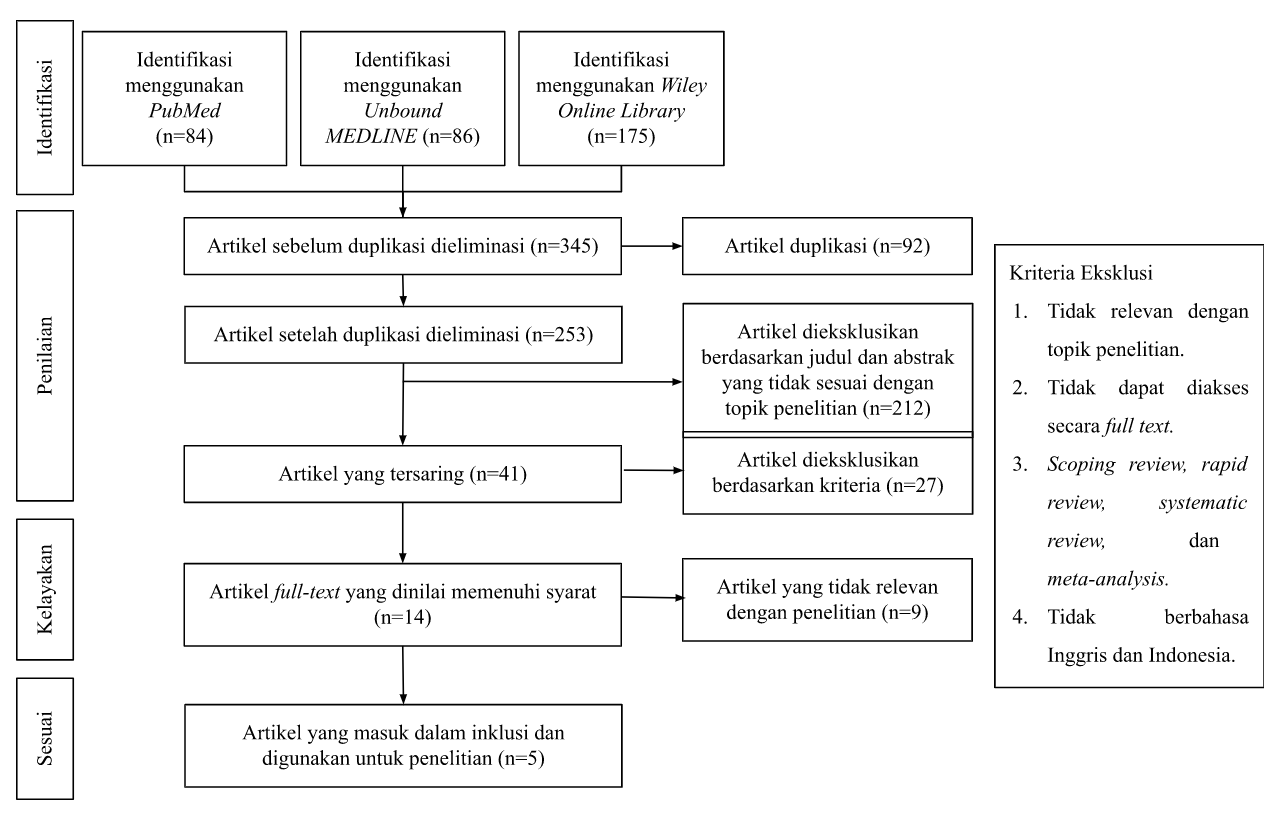 Identifikasi
Identifikasi
menggunakan
PubMed
(n=84)
Identifikasi
menggunakan
Unbound
MEDLINE (n=86)
Identifikasi
menggunakan Wiley
Online Library
(n=175)
Penilaian
Artikel sebelum duplikasi dieliminasi (n=345)
Artikel duplikasi (n=92)
Artikel setelah duplikasi dieliminasi (n=253)
Artikel dieksklusikan
berdasarkan judul dan abstrak
yang tidak sesuai dengan
topik penelitian (n=212)
Artikel yang tersaring (n=41)
Artikel dieksklusikan
berdasarkan kriteria (n=27)
Kelayakan
Artikel full-text yang dinilai memenuhi syarat
(n=14)
Artikel yang tidak relevan
dengan penelitian (n=9)
Sesuai
Artikel yang masuk dalam inklusi dan
digunakan untuk penelitian (n=5)
Kriteria Eksklusi
1. Tidak relevan dengan
topik penelitian.
2. Tidak dapat diakses
secara full text.
3. Scoping review, rapid
review, systematic
review, dan
meta-analysis.
4. Tidak berbahasa
Inggris dan Indonesia.